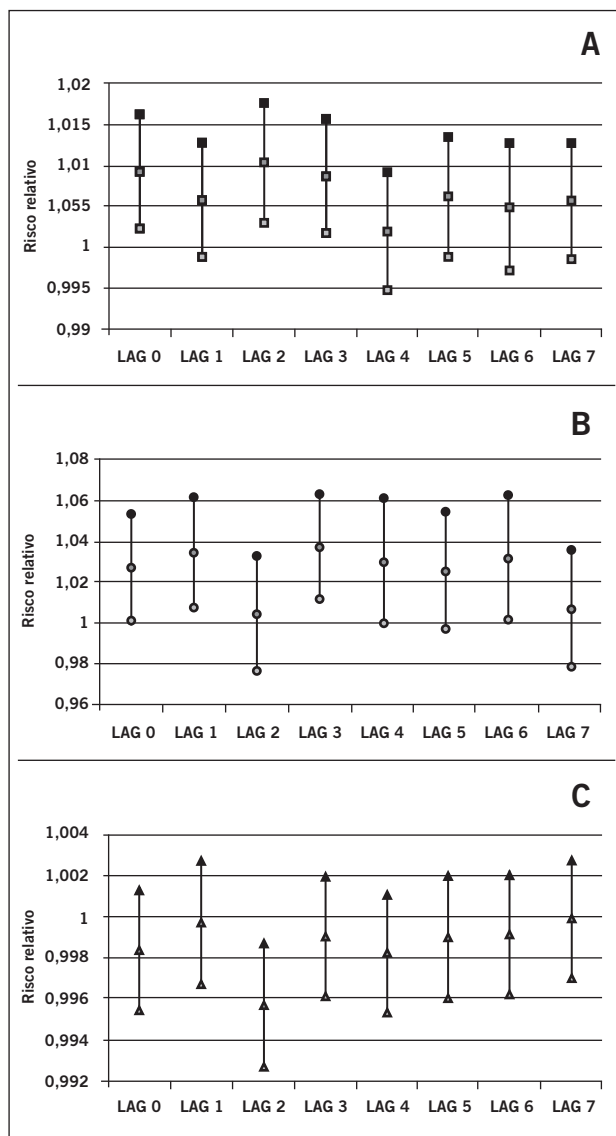 A
Risco relativo
1,02
1,015
1,01
1,055
1
0,995
0,99
LAG 0 LAG 1 LAG 2 LAG 3 LAG 4 LAG 5 LAG 6 LAG 7
B
Risco relativo
1,08
1,06
1,04
1,02
1
0,98
0,96
LAG 0 LAG 1 LAG 2 LAG 3 LAG 4 LAG 5 LAG 6 LAG 7
C
Risco relativo
1,004
1,002
1
0,998
0,996
0,994
0,992
LAG 0 LAG 1 LAG 2 LAG 3 LAG 4 LAG 5 LAG 6 LAG 7